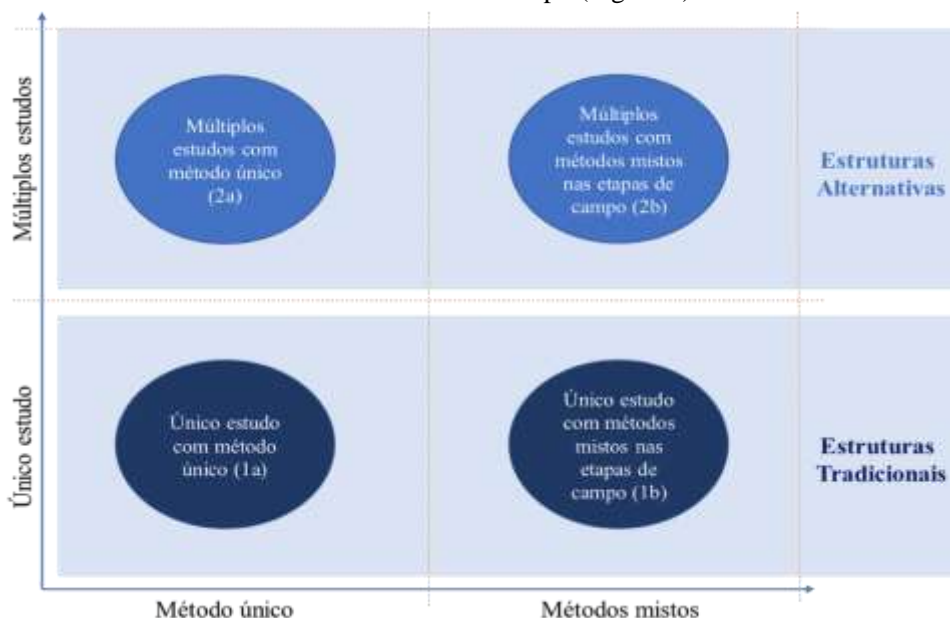 Múltiplos estudos
Múltiplos
estudos com
método único
(2a)
Múltiplos
estudos com
métodos mistos
nas etapas de
campo (2b)
Estruturas
Alternativas
Único estudo
Único estudo
com método
único (1a)
Único estudo
com métodos
mistos nas
etapas de
campo (1b)
Estruturas
Tradicionais
Método único
Métodos mistos